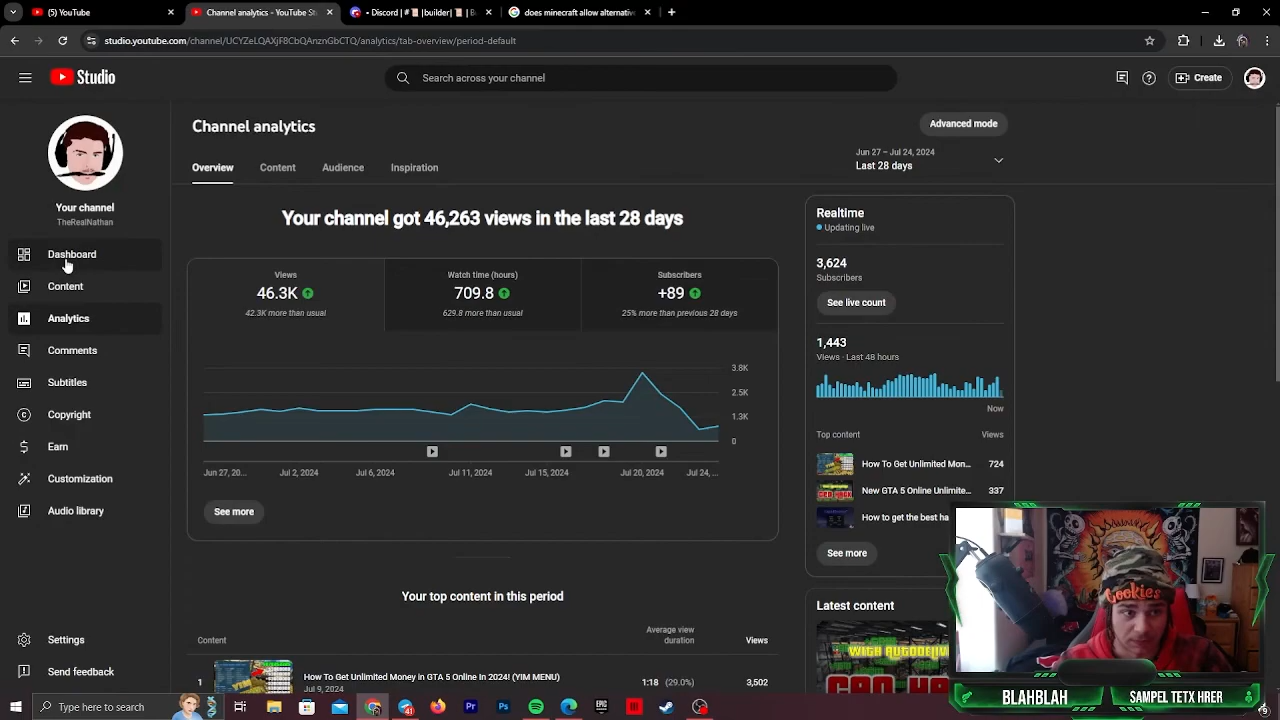 (5) YouTube
Channel analytics - YouTube St
• Discord | #📜|builder|📜 | B
does minecraft allow alternativ
studio.youtube.com/channel/UCYZeLQAXjF8CbQAnznGbCTQ/analytics/tab-overview/period-default
Studio
Search across your channel
Create
Your channel
TheRealNathan
Dashboard
Content
Analytics
Comments
Subtitles
Copyright
Earn
Customization
Audio library
Settings
Send feedback
Channel analytics
Advanced mode
Overview
Content
Audience
Inspiration
Jun 27 – Jul 24, 2024
Last 28 days
Your channel got 46,263 views in the last 28 days
Views
46.3K
42.3K more than usual
Watch time (hours)
709.8
629.8 more than usual
Subscribers
+89
25% more than previous 28 days
3.8K
2.5K
1.3K
0
Jun 27, 20...
Jul 2, 2024
Jul 6, 2024
Jul 11, 2024
Jul 15, 2024
Jul 20, 2024
Jul 24, ...
See more
Your top content in this period
Content
Average view
duration
Views
1
How To Get Unlimited Money in GTA 5 Online In 2024! (YIM MENU)
Jul 9, 2024
1:18 (29.0%)
3,502
Realtime
Updating live
3,624
Subscribers
See live count
1,443
Views · Last 48 hours
Now
Top content
Views
How To Get Unlimited Mon...
724
New GTA 5 Online Unlimite...
337
How to get the best ha
See more
Latest content
WITH AUTODELIV
Cookies
BLAHBLAH
SAMPEL TETX HRER
Type here to search